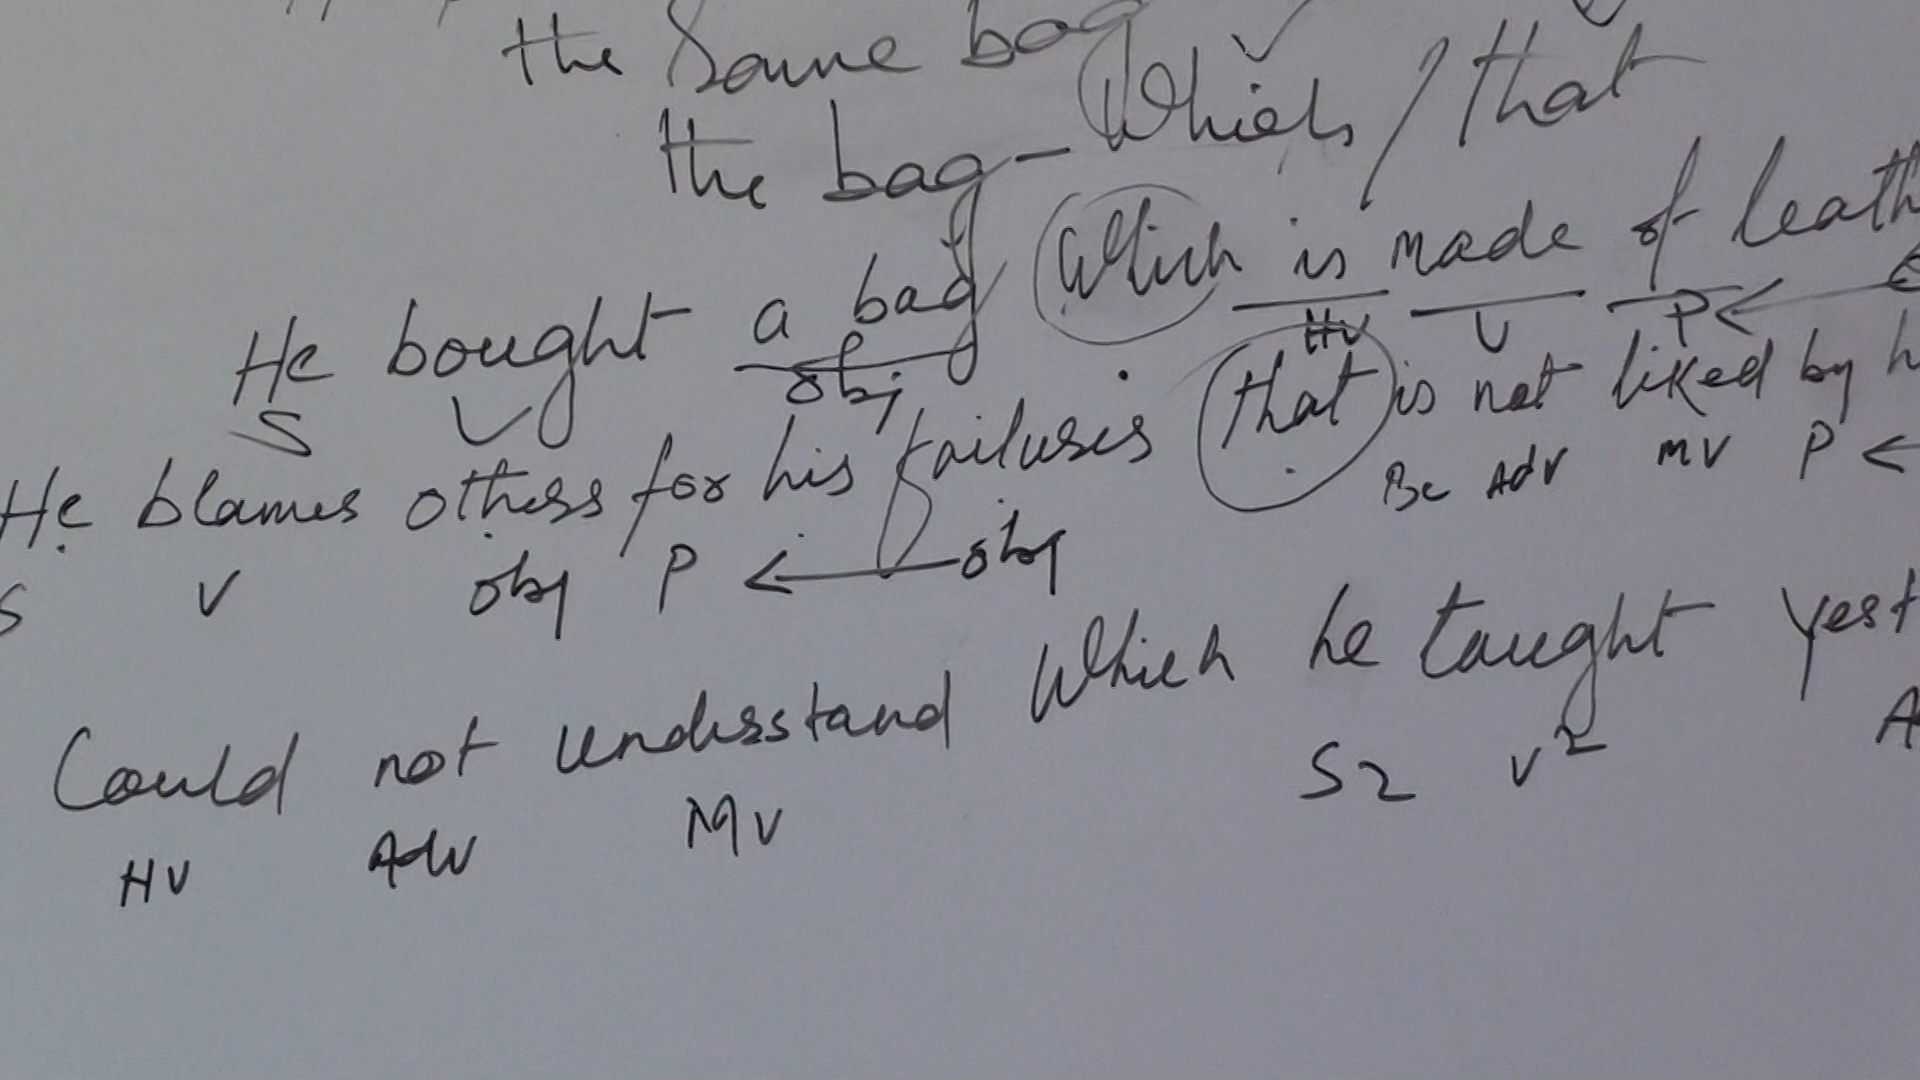 the same bag
the bag - which / that
He bought a bag which is made of leath
S V obj HV V P
He blames others for his failures that is not liked by h
S V obj P obj Be Adv MV P
Could not understand which he taught yest
HV Adv MV S2 V2 A